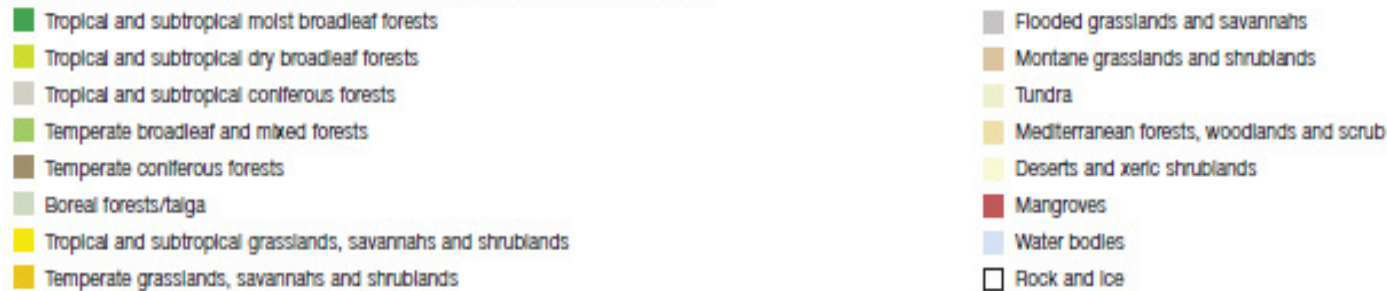 Tropical and subtropical moist broadleaf forests
Tropical and subtropical dry broadleaf forests
Tropical and subtropical coniferous forests
Temperate broadleaf and mixed forests
Temperate coniferous forests
Boreal forests/taiga
Tropical and subtropical grasslands, savannahs and shrublands
Temperate grasslands, savannahs and shrublands
Flooded grasslands and savannahs
Montane grasslands and shrublands
Tundra
Mediterranean forests, woodlands and scrub
Deserts and xeric shrublands
Mangroves
Water bodies
Rock and ice